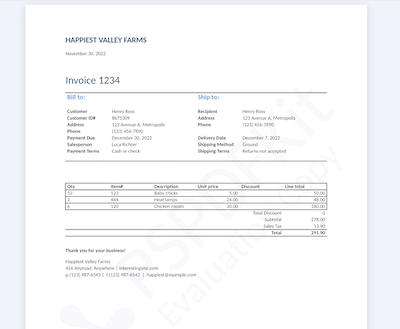 HAPPIEST VALLEY FARMS
November 30, 2022
Invoice 1234
Bill to: Ship to:
Customer Henry Ross Recipient Henry Ross
Customer ID# 8671309 Address 123 Avenue A, Metropolis
Address 123 Avenue A, Metropolis Phone (123) 456-7890
Phone (123) 456-7890
Payment Due December 30, 2022 Delivery Date December 7, 2022
Salesperson Luca Richter Shipping Method Ground
Payment Terms Cash or check Shipping Terms Returns not accepted
Qty Item# Description Unit price Discount Line total
10 123 Baby chicks 5.00 50.00
2 444 Heat lamps 24.00 48.00
6 120 Chicken roosts 30.00 180.00
Total Discount 0
Subtotal 278.00
Sales Tax 13.90
Total 291.90
Thank you for your business!
Happiest Valley Farms
456 Anyroad, Anywhere | interestingsite.com
p.(123) 987-6543 | f.(123) 987-6542 | happiest@example.com
PSPDFKit
Evaluation Copy